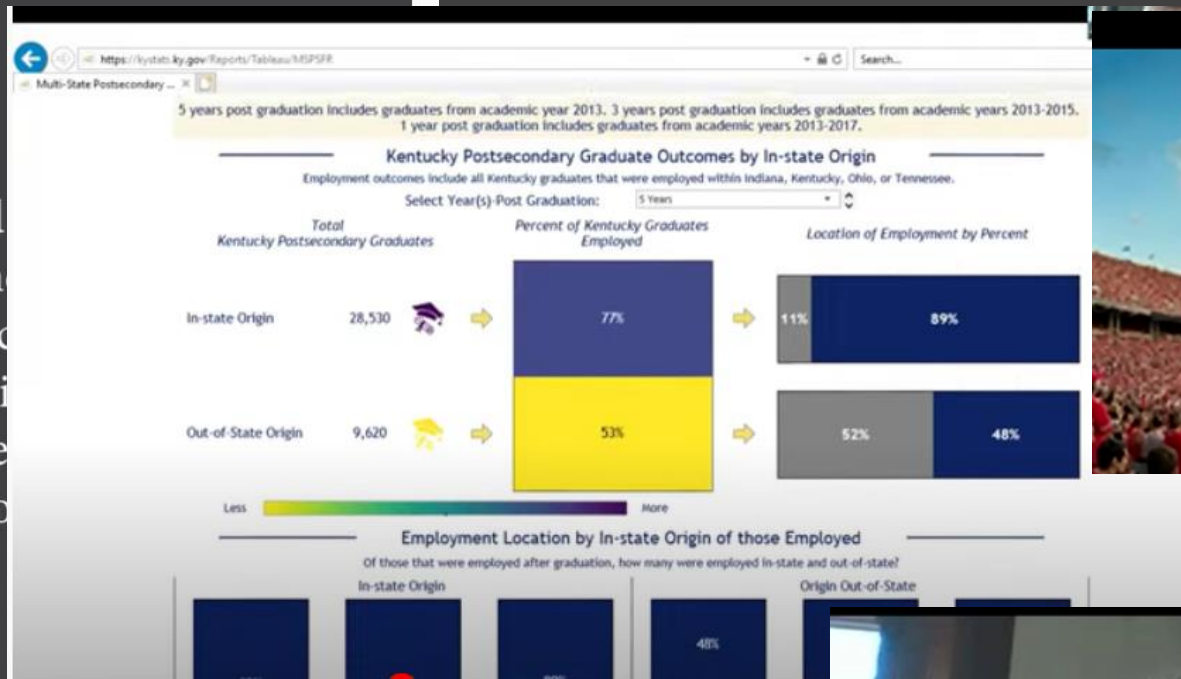 https://kystats.ky.gov/Reports/Tableau/MSPSFR
Search...
Multi-State Postsecondary ...
5 years post graduation includes graduates from academic year 2013. 3 years post graduation includes graduates from academic years 2013-2015.
1 year post graduation includes graduates from academic years 2013-2017.
Kentucky Postsecondary Graduate Outcomes by In-state Origin
Employment outcomes include all Kentucky graduates that were employed within Indiana, Kentucky, Ohio, or Tennessee.
Select Year(s)-Post Graduation: 5 Years
Total
Kentucky Postsecondary Graduates
Percent of Kentucky Graduates
Employed
Location of Employment by Percent
In-state Origin 28,530 77% 11% 89%
Out-of-State Origin 9,620 53% 52% 48%
Less More
Employment Location by In-state Origin of those Employed
Of those that were employed after graduation, how many were employed in-state and out-of-state?
In-state Origin Origin Out-of-State
48%